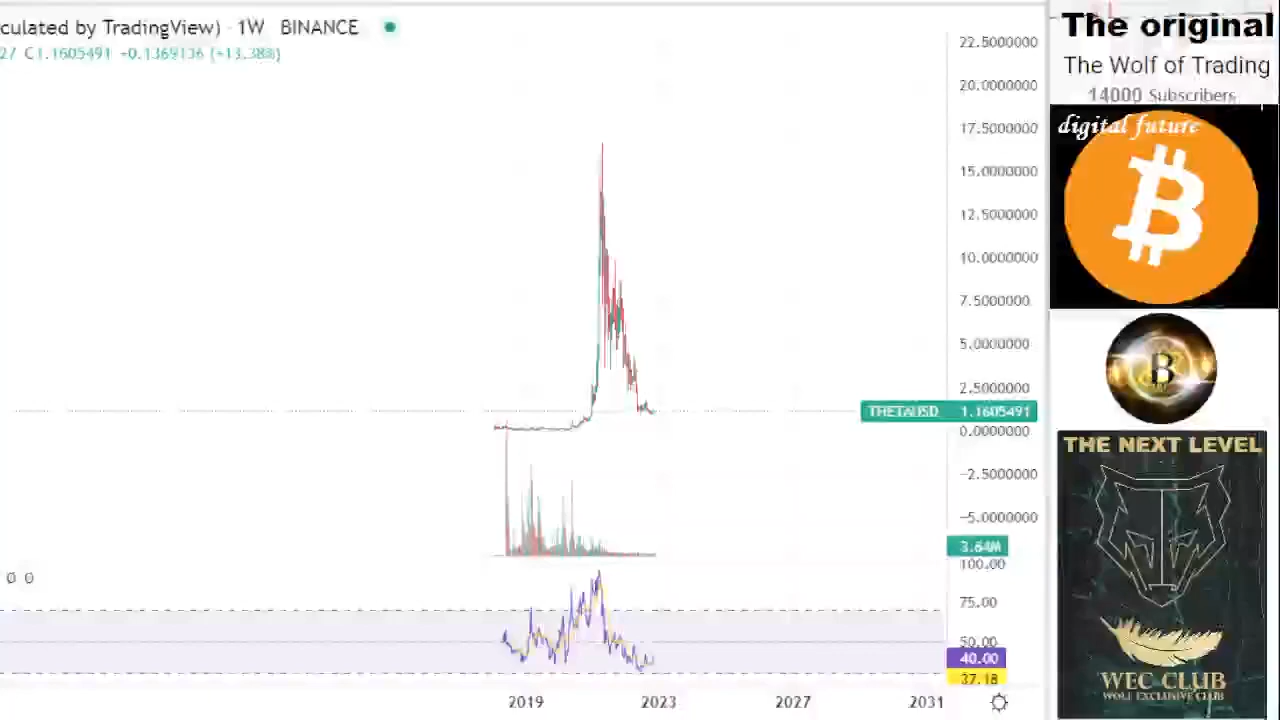 culated by TradingView) · 1W BINANCE
27 C1.1605491 +0.1369136 (+13.38%)
22.5000000
20.0000000
17.5000000
15.0000000
12.5000000
10.0000000
7.5000000
5.0000000
2.5000000
THETAUSD 1.1605491
0.0000000
−2.5000000
−5.0000000
3.64M
100.00
Ø Ø
75.00
50.00
40.00
37.18
2019 2023 2027 2031
The original
The Wolf of Trading
14000 Subscribers
digital future
THE NEXT LEVEL
WEC CLUB
WOLF EXCLUSIVE CLUB